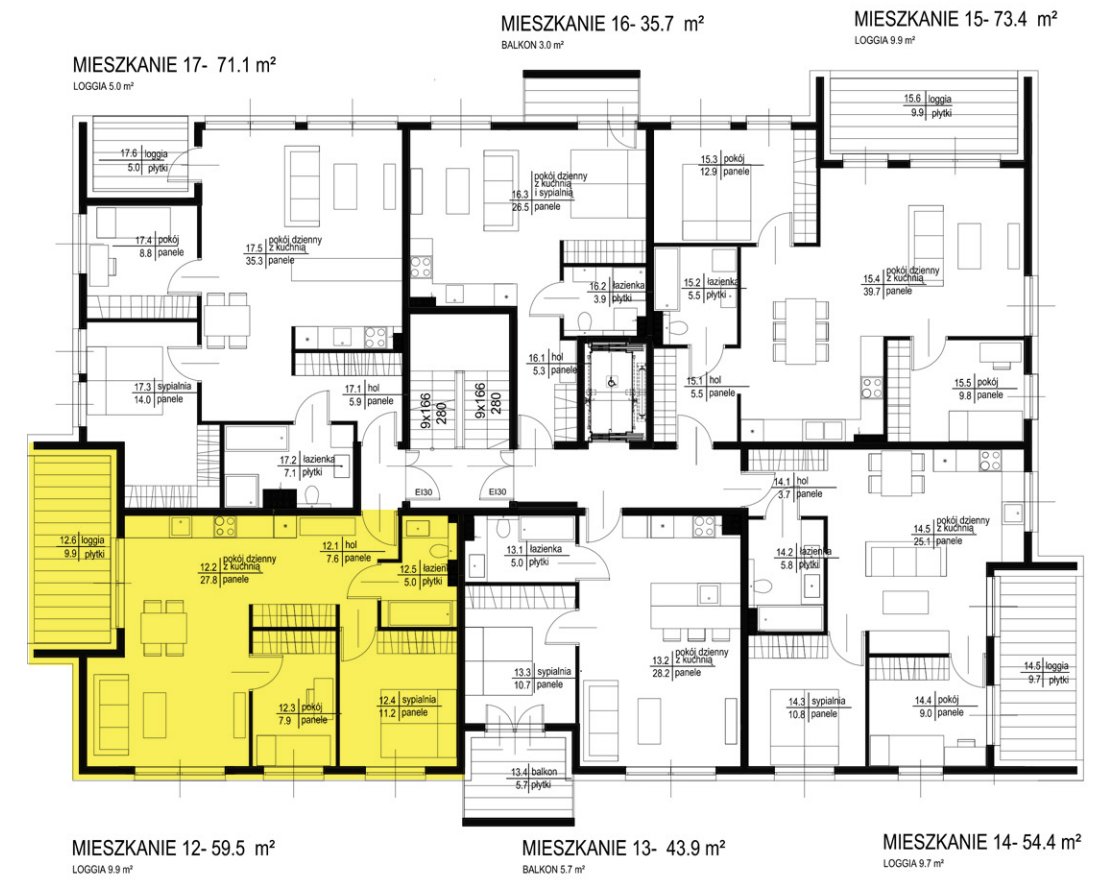 MIESZKANIE 16- 35.7 m²
BALKON 3.0 m²
MIESZKANIE 15- 73.4 m²
LOGGIA 9.9 m²
MIESZKANIE 17- 71.1 m²
LOGGIA 5.0 m²
17.6 loggia
5.0 płytki
17.4 pokój
8.8 panele
pokój dzienny
17.5 z kuchnią
35.3 panele
17.3 sypialnia
14.0 panele
17.1 hol
5.9 panele
17.2 łazienka
7.1 płytki
pokój dzienny
z kuchnią
16.3 i sypialnią
26.5 panele
16.2 łazienka
3.9 płytki
16.1 hol
5.3 panele
9x166
280
9x166
280
EI30
EI30
15.6 loggia
9.9 płytki
15.3 pokój
12.9 panele
15.2 łazienka
5.5 płytki
pokój dzienny
15.4 z kuchnią
39.7 panele
15.1 hol
5.5 panele
15.5 pokój
9.8 panele
12.6 loggia
9.9 płytki
pokój dzienny
12.2 z kuchnią
27.8 panele
12.1 hol
7.6 panele
12.5 łazien
5.0 płytki
12.3 pokój
7.9 panele
12.4 sypialnia
11.2 panele
13.1 łazienka
5.0 płytki
pokój dzienny
13.2 z kuchnią
28.2 panele
13.3 sypialnia
10.7 panele
13.4 balkon
5.7 płytki
14.1 hol
3.7 panele
14.2 łazienka
5.8 płytki
pokój dzienny
14.5 z kuchnią
25.1 panele
14.3 sypialnia
10.8 panele
14.4 pokój
9.0 panele
14.5 loggia
9.7 płytki
MIESZKANIE 12- 59.5 m²
LOGGIA 9.9 m²
MIESZKANIE 13- 43.9 m²
BALKON 5.7 m²
MIESZKANIE 14- 54.4 m²
LOGGIA 9.7 m²